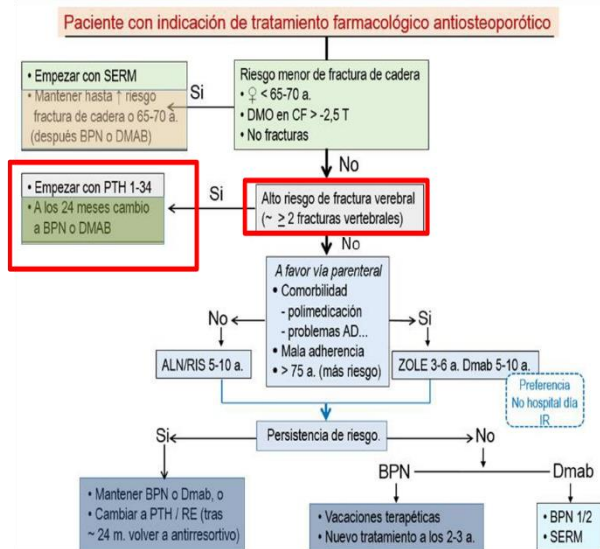 Paciente con indicación de tratamiento farmacológico antiosteoporótico
• Empezar con SERM
• Mantener hasta ↑ riesgo
fractura de cadera o 65-70 a.
(después BPN o DMAB)
Si
Riesgo menor de fractura de cadera
• ♀ < 65-70 a.
• DMO en CF > -2,5 T
• No fracturas
No
• Empezar con PTH 1-34
• A los 24 meses cambio
a BPN o DMAB
Si
Alto riesgo de fractura verebral
(~ ≥ 2 fracturas vertebrales)
No
A favor vía parenteral
• Comorbilidad
- polimedicación
- problemas AD...
• Mala adherencia
• > 75 a. (más riesgo)
No
Si
ALN/RIS 5-10 a.
ZOLE 3-6 a. Dmab 5-10 a.
Preferencia
No hospital día
IR
Si
Persistencia de riesgo.
No
BPN
Dmab
• Mantener BPN o Dmab, o
• Cambiar a PTH / RE (tras
~ 24 m. volver a antirresortivo)
• Vacaciones terapéticas
• Nuevo tratamiento a los 2-3 a.
• BPN 1/2
• SERM